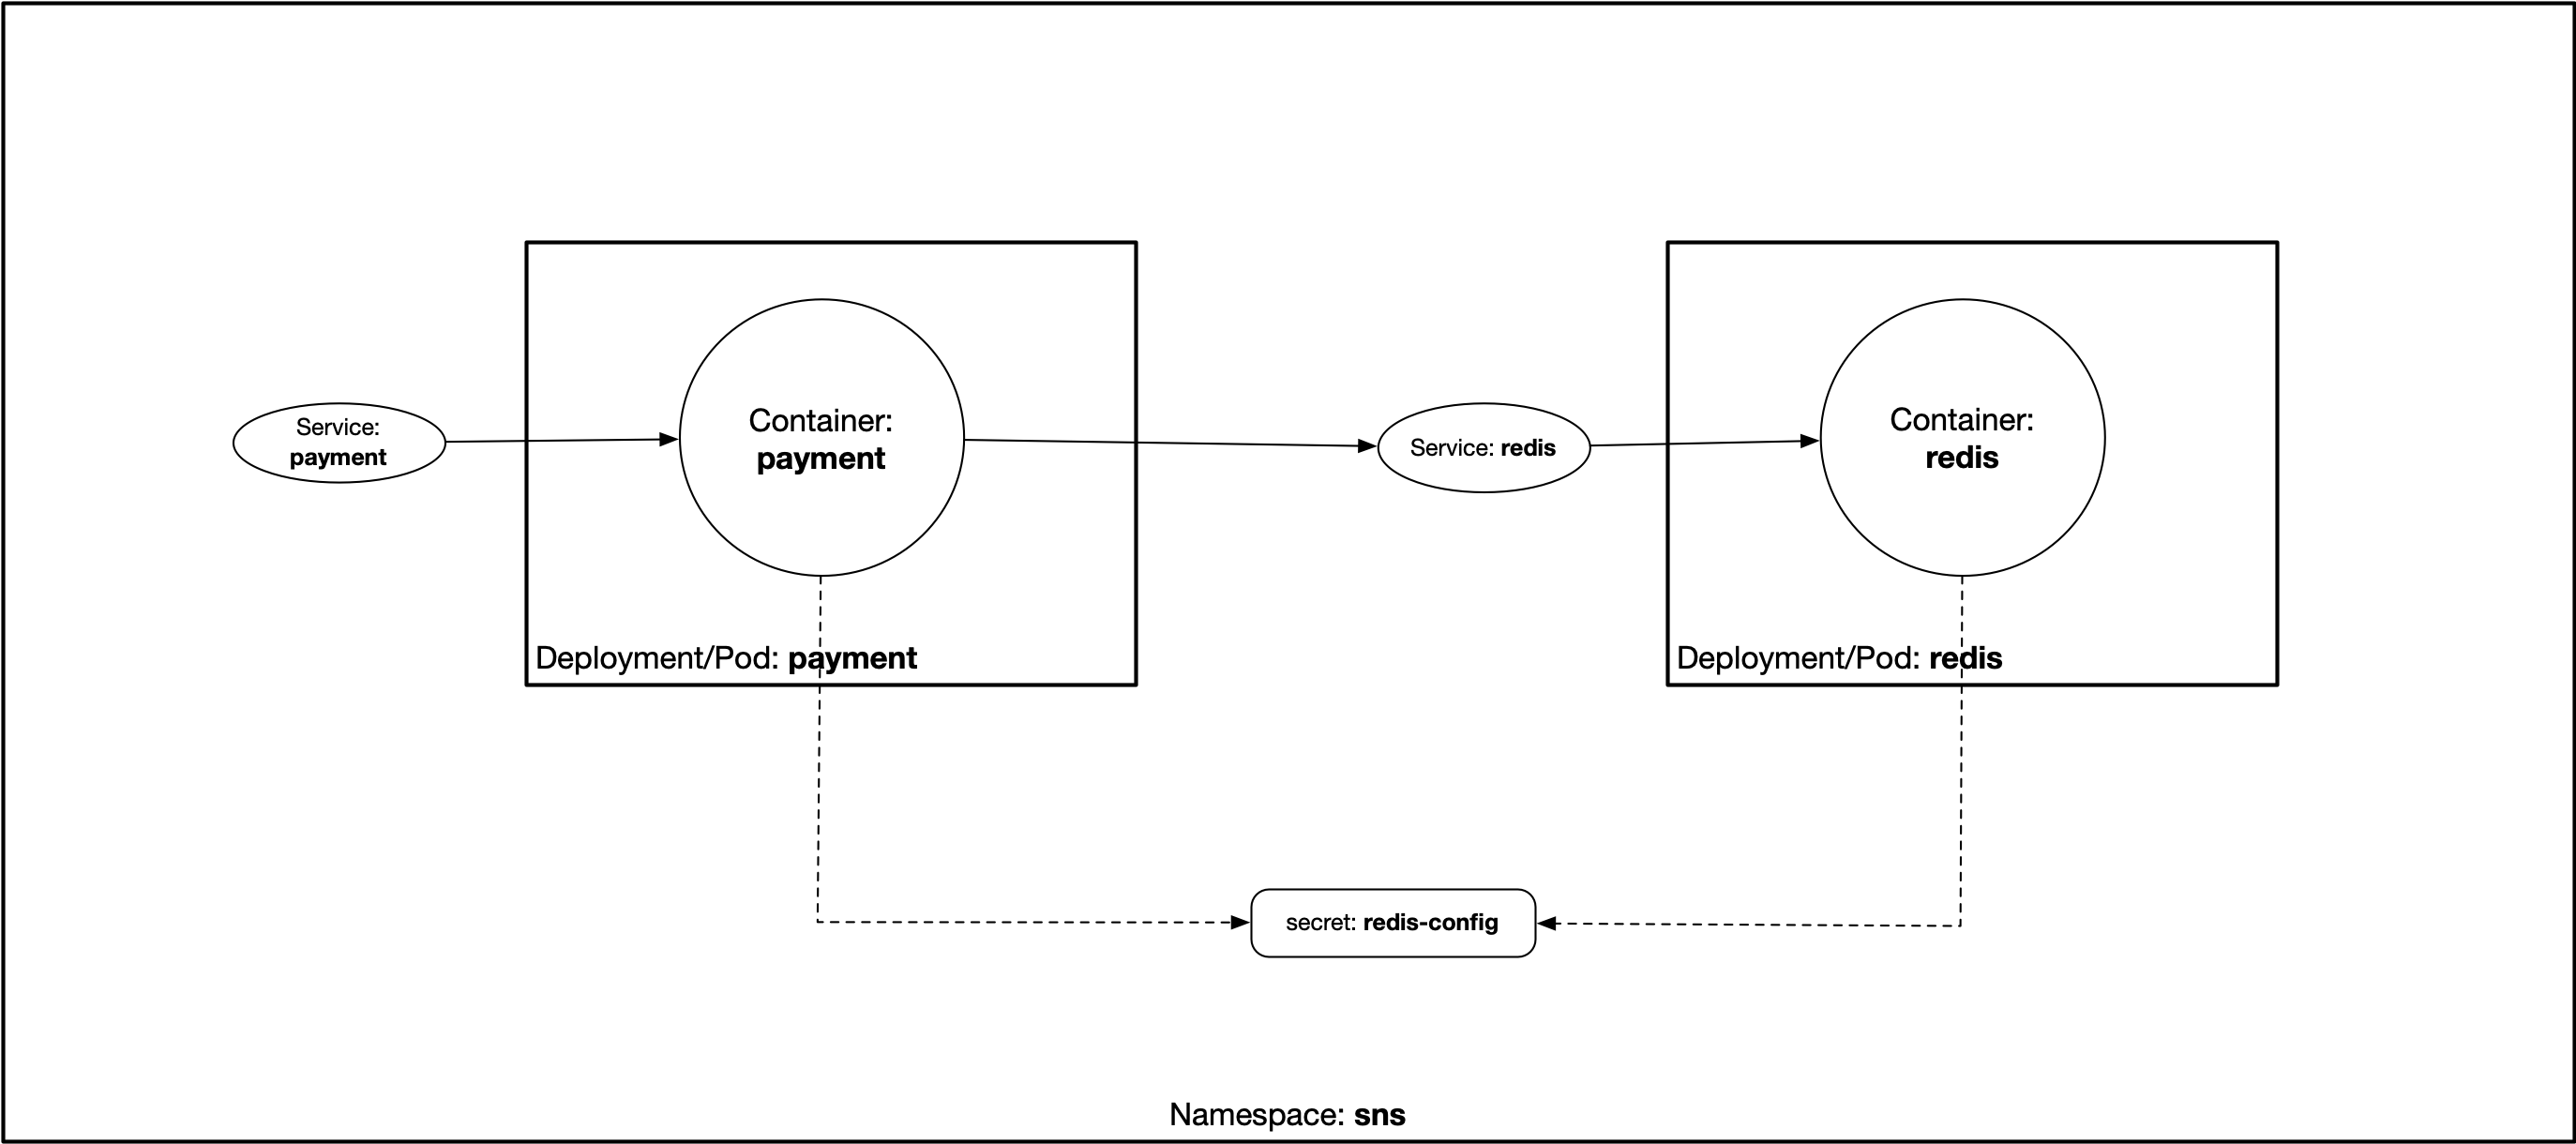 Service:
payment
Container:
payment
Deployment/Pod: payment
Service: redis
Container:
redis
Deployment/Pod: redis
secret: redis-config
Namespace: sns